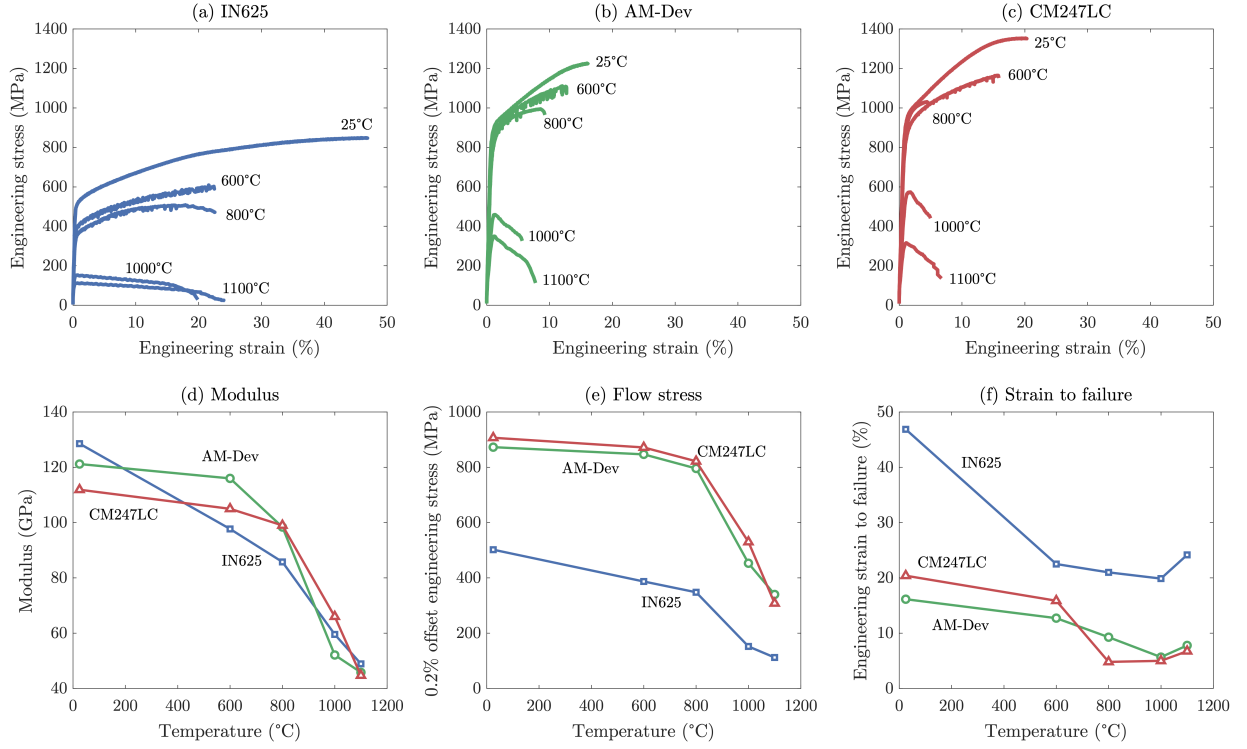 (a) IN625
Engineering stress (MPa)
1400
1200
1000
800
600
400
200
0
25°C
600°C
800°C
1000°C
1100°C
0 10 20 30 40 50
Engineering strain (%)
(b) AM-Dev
Engineering stress (MPa)
1400
1200
1000
800
600
400
200
0
25°C
600°C
800°C
1000°C
1100°C
0 10 20 30 40 50
Engineering strain (%)
(c) CM247LC
Engineering stress (MPa)
1400
1200
1000
800
600
400
200
0
25°C
600°C
800°C
1000°C
1100°C
0 10 20 30 40 50
Engineering strain (%)
(d) Modulus
Modulus (GPa)
140
120
100
80
60
40
AM-Dev
CM247LC
IN625
0 200 400 600 800 1000 1200
Temperature (°C)
(e) Flow stress
0.2% offset engineering stress (MPa)
1000
800
600
400
200
0
CM247LC
AM-Dev
IN625
0 200 400 600 800 1000 1200
Temperature (°C)
(f) Strain to failure
Engineering strain to failure (%)
50
40
30
20
10
0
IN625
CM247LC
AM-Dev
0 200 400 600 800 1000 1200
Temperature (°C)